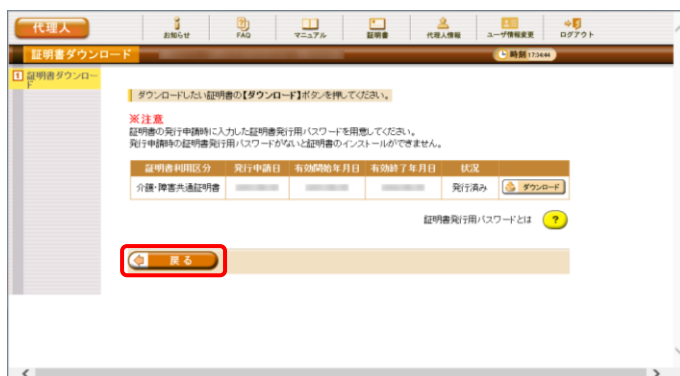 代理人
お知らせ
FAQ
マニュアル
証明書
代理人情報
ユーザ情報変更
ログアウト
証明書ダウンロード
時刻 17:34:44
1 証明書ダウンロー
ド
ダウンロードしたい証明書の【ダウンロード】ボタンを押してください。
※注意
証明書の発行申請時に入力した証明書発行用パスワードを用意してください。
発行申請時の証明書発行用パスワードがないと証明書のインストールができません。
証明書利用区分 発行申請日 有効開始年月日 有効終了年月日 状況
介護・障害共通証明書 発行済み ダウンロード
証明書発行用パスワードとは ?
戻る